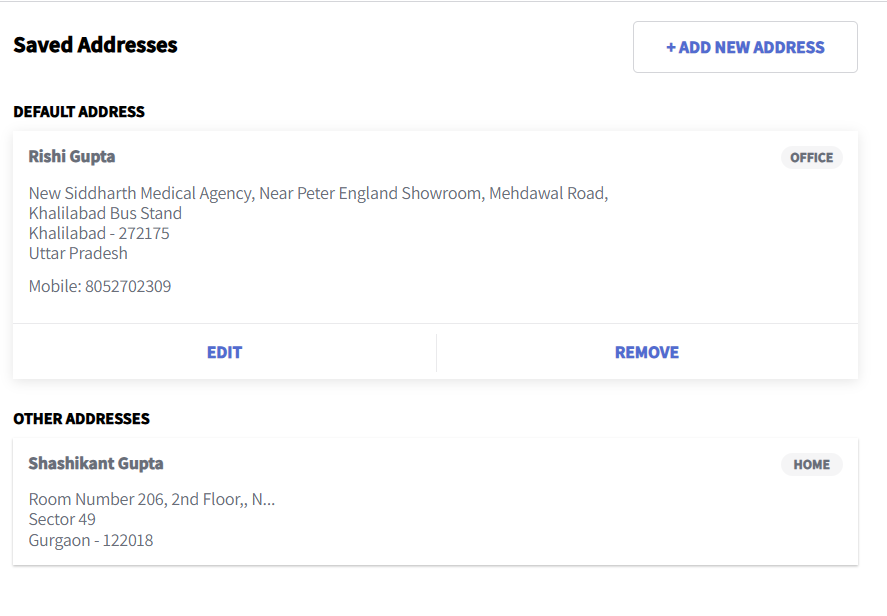 Saved Addresses
+ ADD NEW ADDRESS
DEFAULT ADDRESS
Rishi Gupta
OFFICE
New Siddharth Medical Agency, Near Peter England Showroom, Mehdawal Road,
Khalilabad Bus Stand
Khalilabad - 272175
Uttar Pradesh
Mobile: 8052702309
EDIT
REMOVE
OTHER ADDRESSES
Shashikant Gupta
HOME
Room Number 206, 2nd Floor,, N...
Sector 49
Gurgaon - 122018